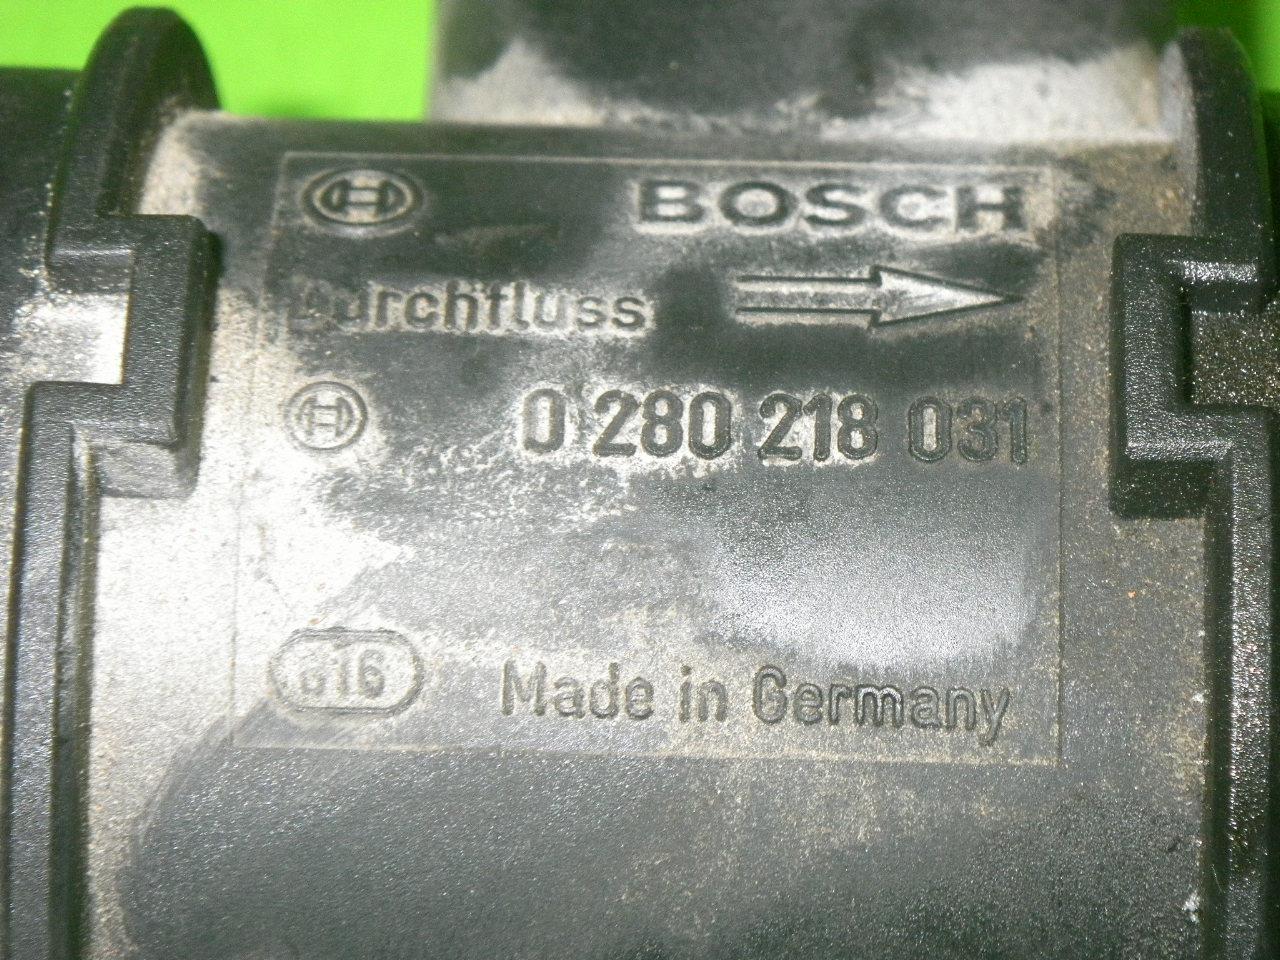 BOSCH
Durchfluss
0 280 218 031
Made in Germany